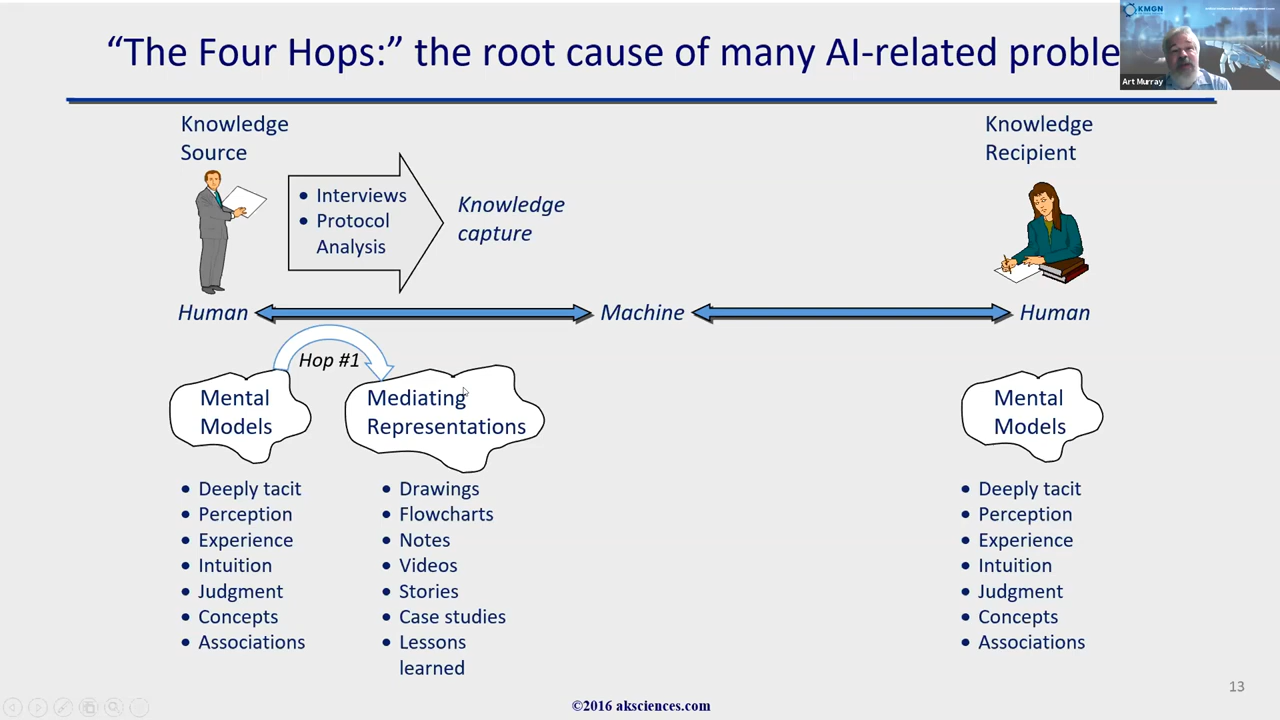 “The Four Hops:” the root cause of many AI-related proble
KMGN
Art Murray
Knowledge
Source
Knowledge
Recipient
• Interviews
• Protocol
Analysis
Knowledge
capture
Human
Machine
Human
Hop #1
Mental
Models
Mediating
Representations
Mental
Models
• Deeply tacit
• Perception
• Experience
• Intuition
• Judgment
• Concepts
• Associations
• Drawings
• Flowcharts
• Notes
• Videos
• Stories
• Case studies
• Lessons
learned
• Deeply tacit
• Perception
• Experience
• Intuition
• Judgment
• Concepts
• Associations
13
©2016 aksciences.com